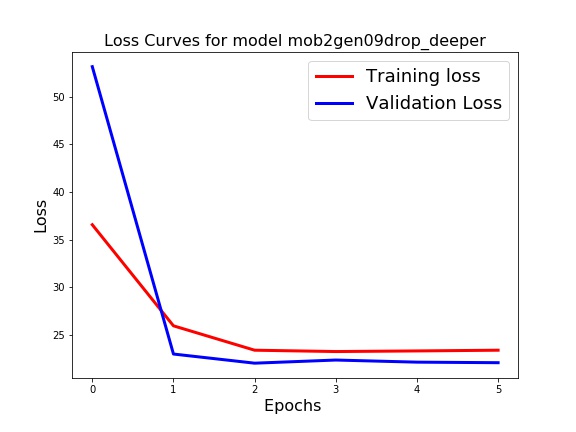 Loss Curves for model mob2gen09drop_deeper
Training loss
Validation Loss
Loss
50
45
40
35
30
25
0 1 2 3 4 5
Epochs